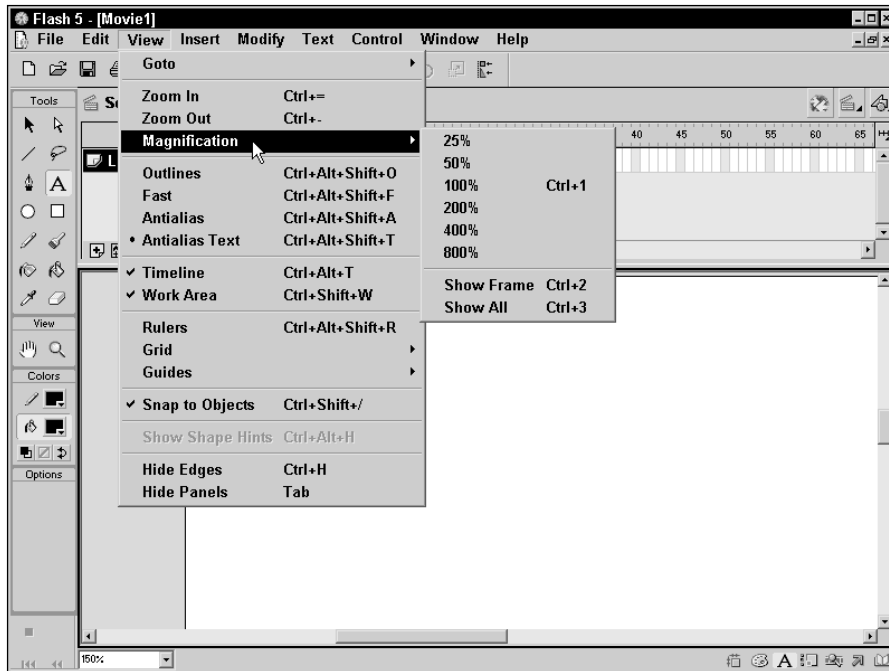 Flash 5 - [Movie1]
File Edit View Insert Modify Text Control Window Help
Tools
View
Colors
Options
Goto
Zoom In Ctrl+=
Zoom Out Ctrl+-
Magnification
Outlines Ctrl+Alt+Shift+O
Fast Ctrl+Alt+Shift+F
Antialias Ctrl+Alt+Shift+A
• Antialias Text Ctrl+Alt+Shift+T
✓ Timeline Ctrl+Alt+T
✓ Work Area Ctrl+Shift+W
Rulers Ctrl+Alt+Shift+R
Grid
Guides
✓ Snap to Objects Ctrl+Shift+/
Show Shape Hints Ctrl+Alt+H
Hide Edges Ctrl+H
Hide Panels Tab
25%
50%
100% Ctrl+1
200%
400%
800%
Show Frame Ctrl+2
Show All Ctrl+3
40 45 50 55 60 65
150%